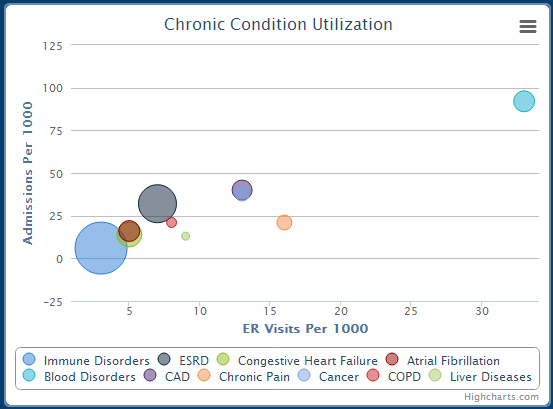 Chronic Condition Utilization
Admissions Per 1000
125
100
75
50
25
0
−25
5
10
15
20
25
30
ER Visits Per 1000
Immune Disorders ESRD Congestive Heart Failure Atrial Fibrillation
Blood Disorders CAD Chronic Pain Cancer COPD Liver Diseases
Highcharts.com